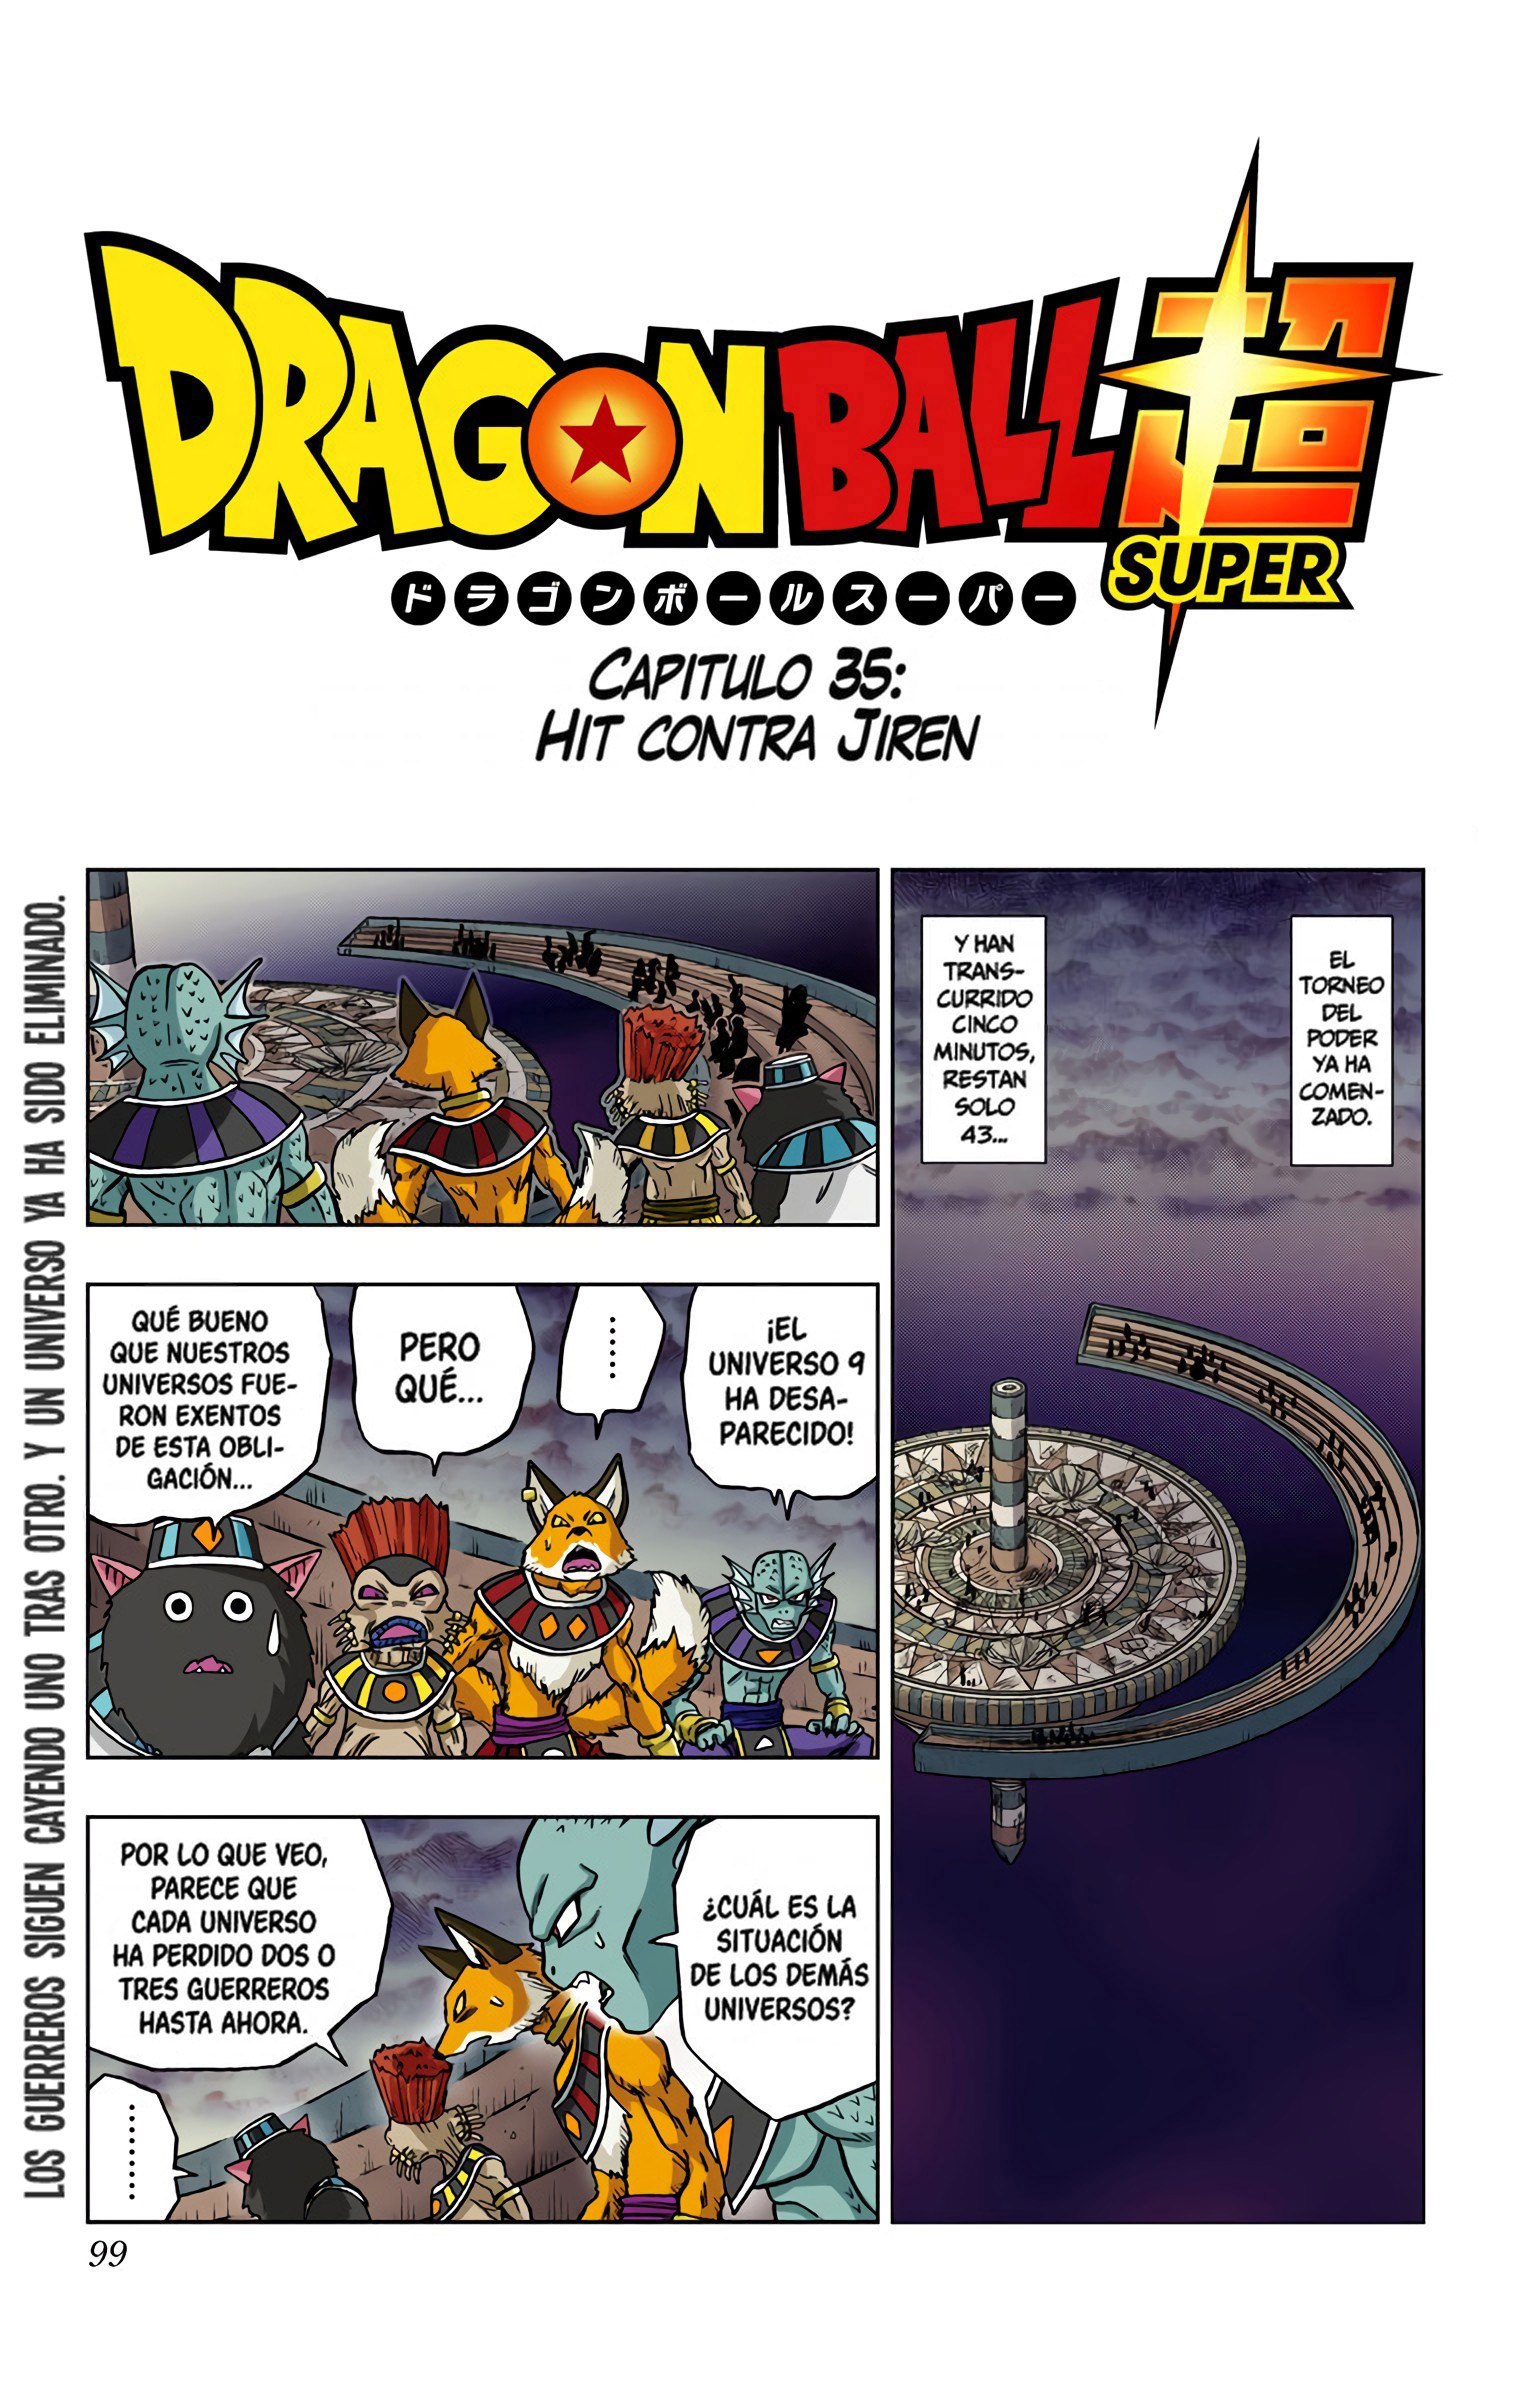 DRAGON BALL 超
SUPER
ドラゴンボールスーパー
CAPITULO 35:
HIT CONTRA JIREN
LOS GUERREROS SIGUEN CAYENDO UNO TRAS OTRO. Y UN UNIVERSO YA HA SIDO ELIMINADO.
EL
TORNEO
DEL
PODER
YA HA
COMEN-
ZADO.
Y HAN
TRANS-
CURRIDO
CINCO
MINUTOS,
RESTAN
SOLO
43...
¡EL
UNIVERSO 9
HA DESA-
PARECIDO!
......
PERO
QUÉ...
QUÉ BUENO
QUE NUESTROS
UNIVERSOS FUE-
RON EXENTOS
DE ESTA OBLI-
GACIÓN...
¿CUÁL ES LA
SITUACIÓN
DE LOS DEMÁS
UNIVERSOS?
POR LO QUE VEO,
PARECE QUE
CADA UNIVERSO
HA PERDIDO DOS O
TRES GUERREROS
HASTA AHORA.
.........
99